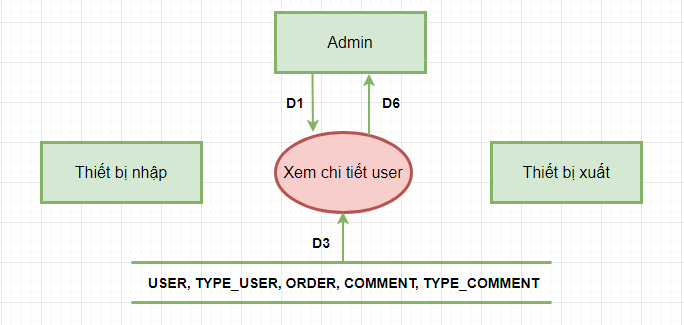 Admin
D1
D6
Thiết bị nhập
Xem chi tiết user
Thiết bị xuất
D3
USER, TYPE_USER, ORDER, COMMENT, TYPE_COMMENT